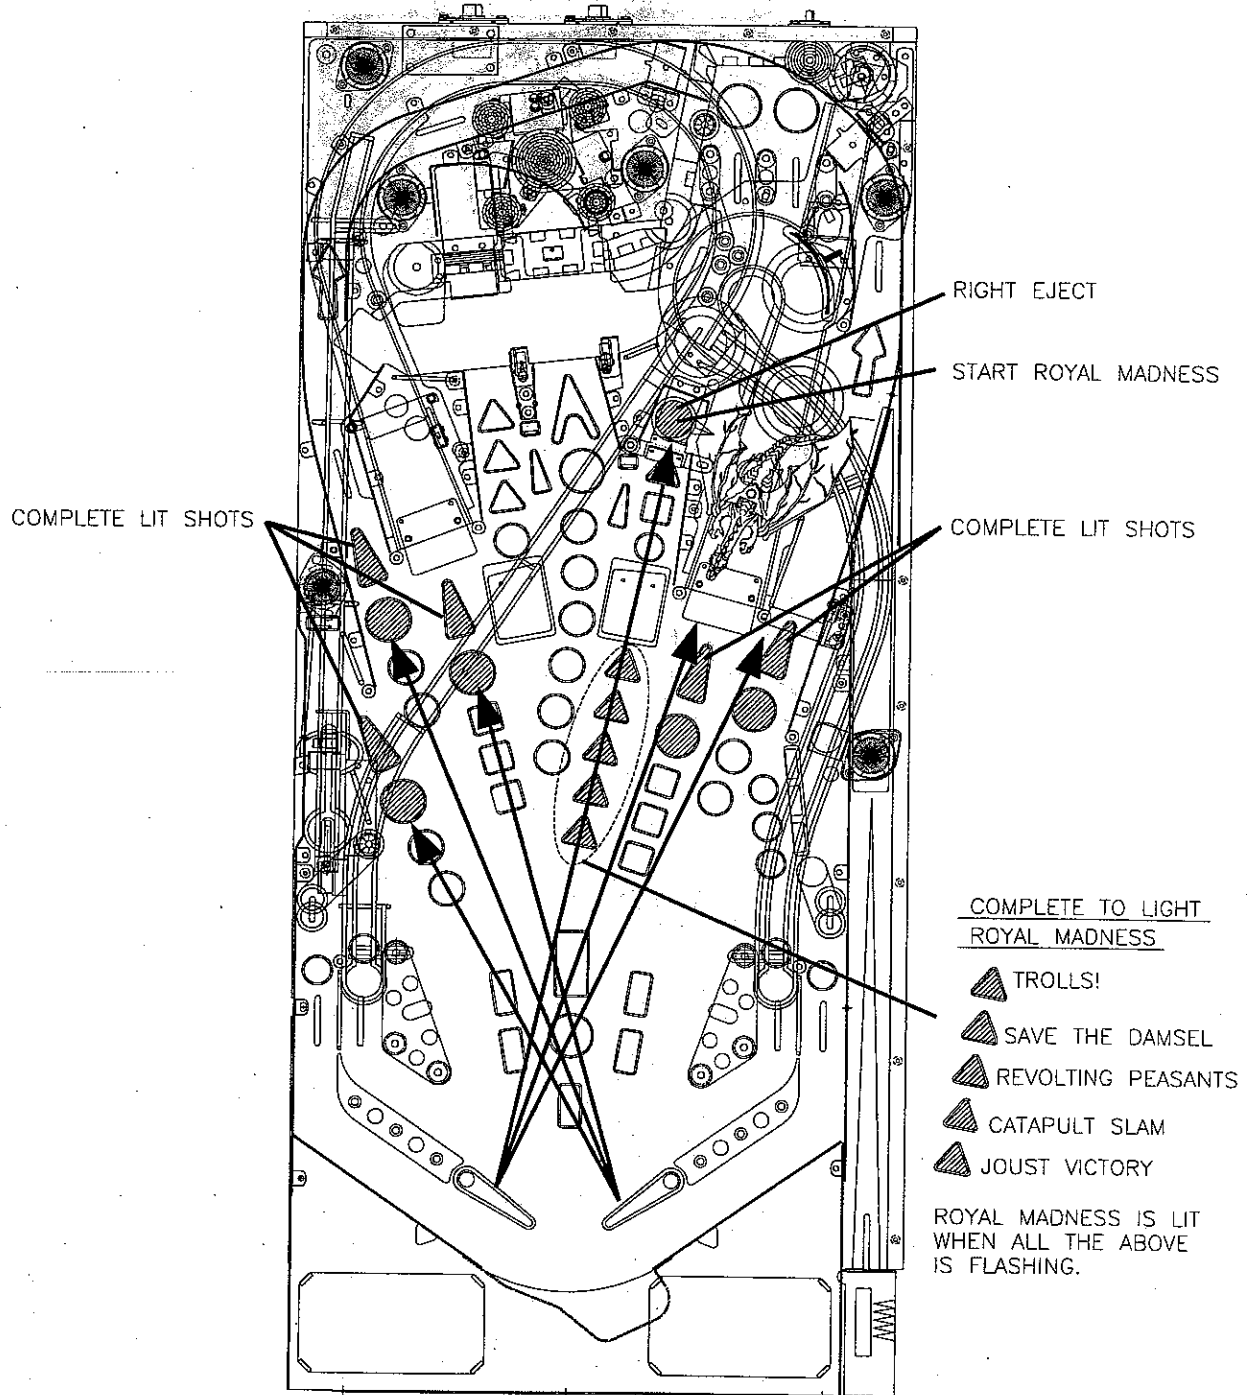 RIGHT EJECT
START ROYAL MADNESS
COMPLETE LIT SHOTS
COMPLETE LIT SHOTS
COMPLETE TO LIGHT
ROYAL MADNESS
TROLLS!
SAVE THE DAMSEL
REVOLTING PEASANTS
CATAPULT SLAM
JOUST VICTORY
ROYAL MADNESS IS LIT
WHEN ALL THE ABOVE
IS FLASHING.